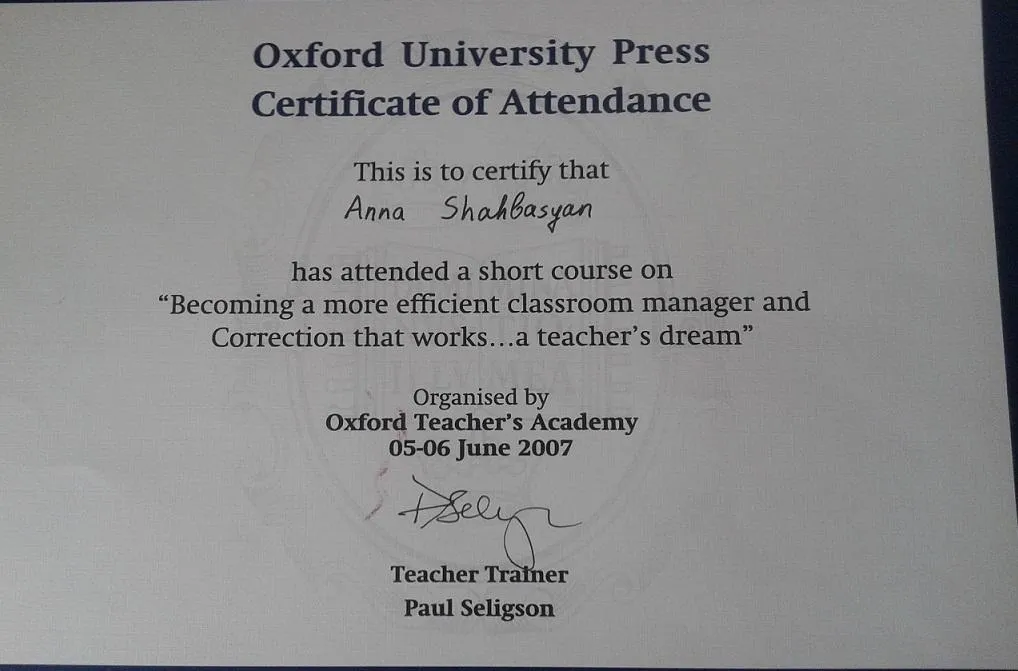 Oxford University Press
Certificate of Attendance
This is to certify that
Anna Shahbasyan
has attended a short course on
“Becoming a more efficient classroom manager and
Correction that works...a teacher’s dream”
Organised by
Oxford Teacher’s Academy
05-06 June 2007
Teacher Trainer
Paul Seligson